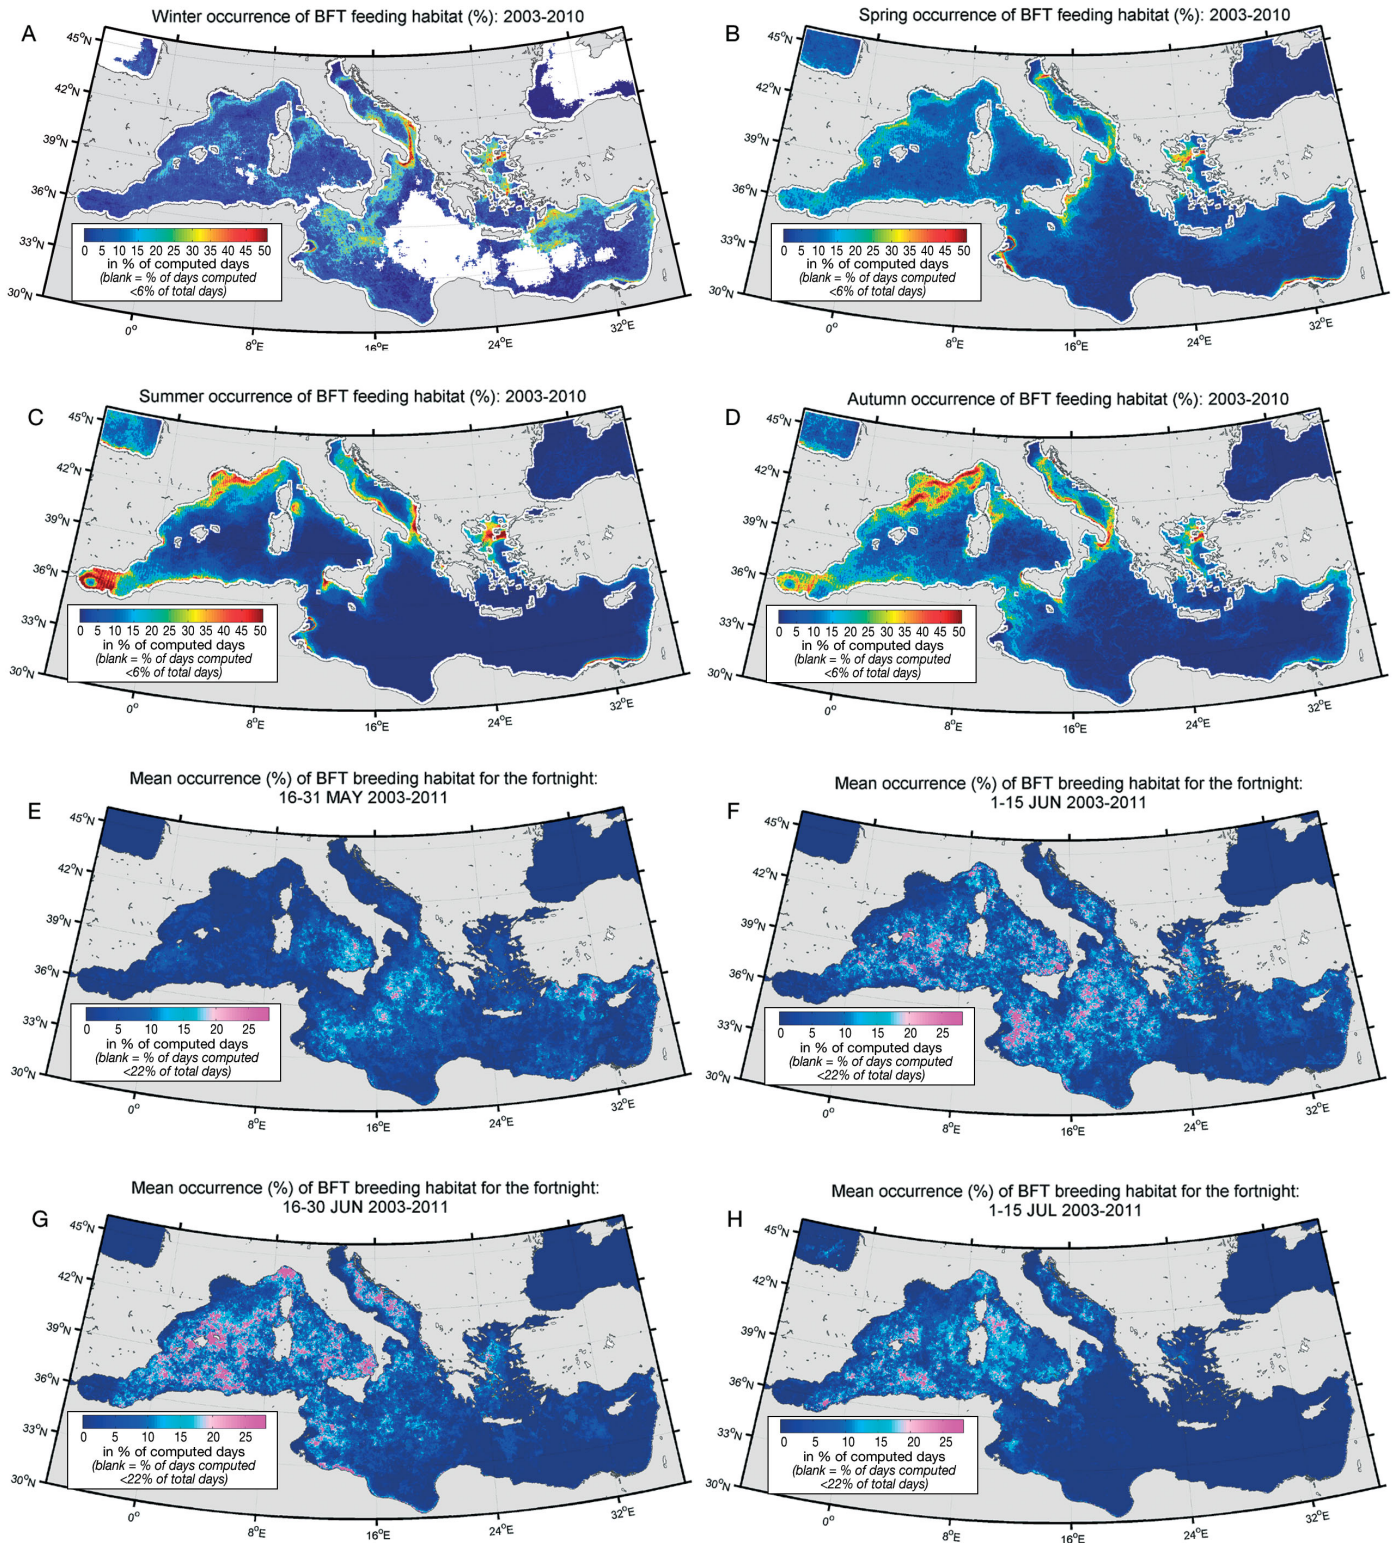 A
Winter occurrence of BFT feeding habitat (%): 2003-2010
45°N
42°N
39°N
36°N
33°N
30°N
0 5 10 15 20 25 30 35 40 45 50
in % of computed days
(blank = % of days computed
<6% of total days)
0° 8°E 16°E 24°E 32°E
B
Spring occurrence of BFT feeding habitat (%): 2003-2010
45°N
42°N
39°N
36°N
33°N
30°N
0 5 10 15 20 25 30 35 40 45 50
in % of computed days
(blank = % of days computed
<6% of total days)
0° 8°E 16°E 24°E 32°E
C
Summer occurrence of BFT feeding habitat (%): 2003-2010
45°N
42°N
39°N
36°N
33°N
30°N
0 5 10 15 20 25 30 35 40 45 50
in % of computed days
(blank = % of days computed
<6% of total days)
0° 8°E 16°E 24°E 32°E
D
Autumn occurrence of BFT feeding habitat (%): 2003-2010
45°N
42°N
39°N
36°N
33°N
30°N
0 5 10 15 20 25 30 35 40 45 50
in % of computed days
(blank = % of days computed
<6% of total days)
0° 8°E 16°E 24°E 32°E
E
Mean occurrence (%) of BFT breeding habitat for the fortnight:
16-31 MAY 2003-2011
45°N
42°N
39°N
36°N
33°N
30°N
0 5 10 15 20 25
in % of computed days
(blank = % of days computed
<22% of total days)
0° 8°E 16°E 24°E 32°E
F
Mean occurrence (%) of BFT breeding habitat for the fortnight:
1-15 JUN 2003-2011
45°N
42°N
39°N
36°N
33°N
30°N
0 5 10 15 20 25
in % of computed days
(blank = % of days computed
<22% of total days)
0° 8°E 16°E 24°E 32°E
G
Mean occurrence (%) of BFT breeding habitat for the fortnight:
16-30 JUN 2003-2011
45°N
42°N
39°N
36°N
33°N
30°N
0 5 10 15 20 25
in % of computed days
(blank = % of days computed
<22% of total days)
0° 8°E 16°E 24°E 32°E
H
Mean occurrence (%) of BFT breeding habitat for the fortnight:
1-15 JUL 2003-2011
45°N
42°N
39°N
36°N
33°N
30°N
0 5 10 15 20 25
in % of computed days
(blank = % of days computed
<22% of total days)
0° 8°E 16°E 24°E 32°E